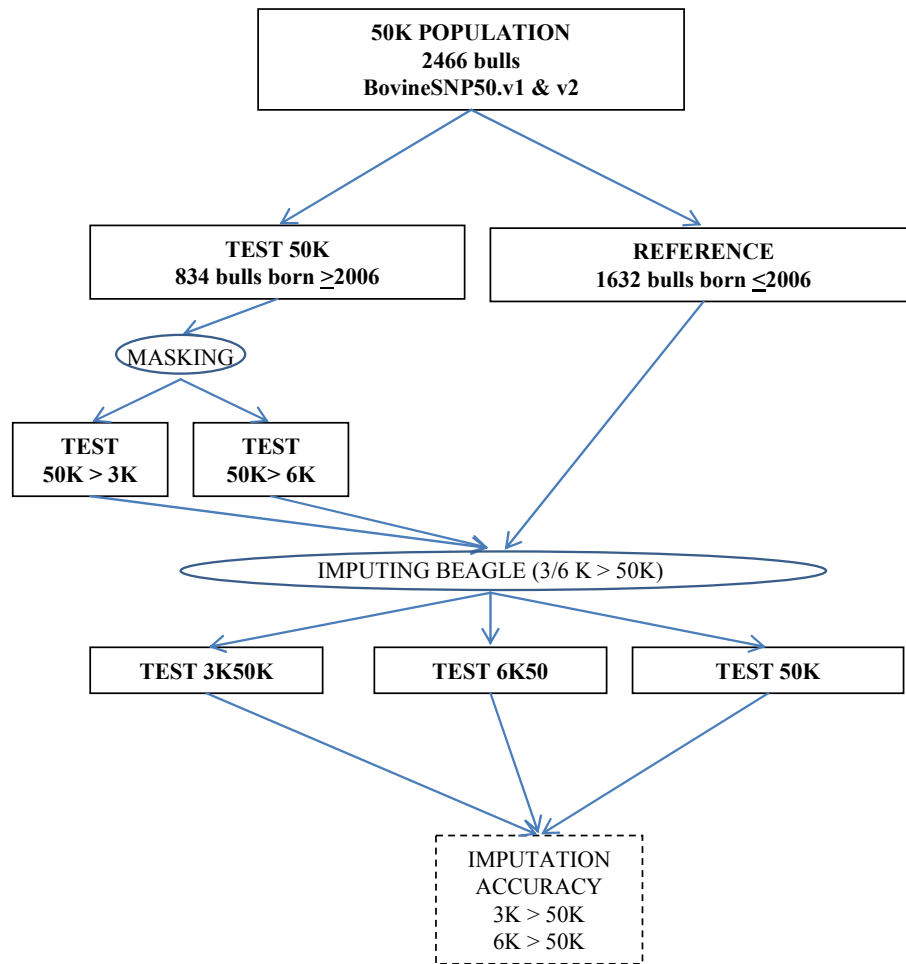 50K POPULATION
2466 bulls
BovineSNP50.v1 & v2
TEST 50K
834 bulls born ≥2006
REFERENCE
1632 bulls born ≤2006
MASKING
TEST
50K > 3K
TEST
50K> 6K
IMPUTING BEAGLE (3/6 K > 50K)
TEST 3K50K
TEST 6K50
TEST 50K
IMPUTATION
ACCURACY
3K > 50K
6K > 50K